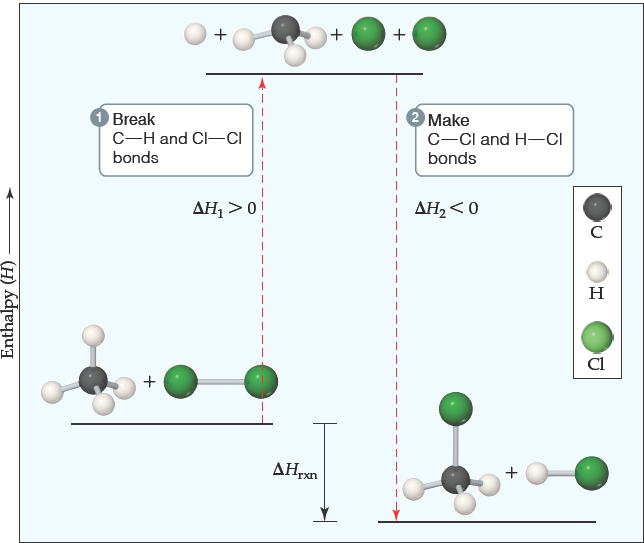 + + +
1 Break
C—H and Cl—Cl
bonds
2 Make
C—Cl and H—Cl
bonds
ΔH₁ > 0
ΔH₂ < 0
C
H
Cl
Enthalpy (H)
+
ΔHrxn
+